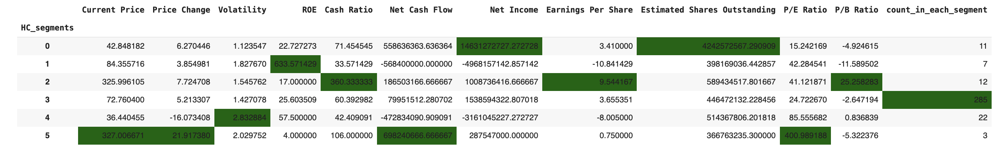 Current Price Price Change Volatility ROE Cash Ratio Net Cash Flow Net Income Earnings Per Share Estimated Shares Outstanding P/E Ratio P/B Ratio count_in_each_segment
HC_segments
0 42.848182 6.270446 1.123547 22.727273 71.454545 558636363.636364 14631272727.272728 3.410000 4242572567.290909 15.242169 -4.924615 11
1 84.355716 3.854981 1.827670 633.571429 33.571429 -568400000.000000 -4968157142.857142 -10.841429 398169036.442857 42.284541 -11.589502 7
2 325.996105 7.724708 1.545762 17.000000 360.333333 186503166.666667 1008736416.666667 9.544167 589434517.801667 41.121871 25.258283 12
3 72.760400 5.213307 1.427078 25.603509 60.392982 79951512.280702 1538594322.807018 3.655351 446472132.228456 24.722670 -2.647194 285
4 36.440455 -16.073408 2.832884 57.500000 42.409091 -472834090.909091 -3161045227.272727 -8.005000 514367806.201818 85.555682 0.836839 22
5 327.006671 21.917380 2.029752 4.000000 106.000000 698240666.666667 287547000.000000 0.750000 366763235.300000 400.989188 -5.322376 3